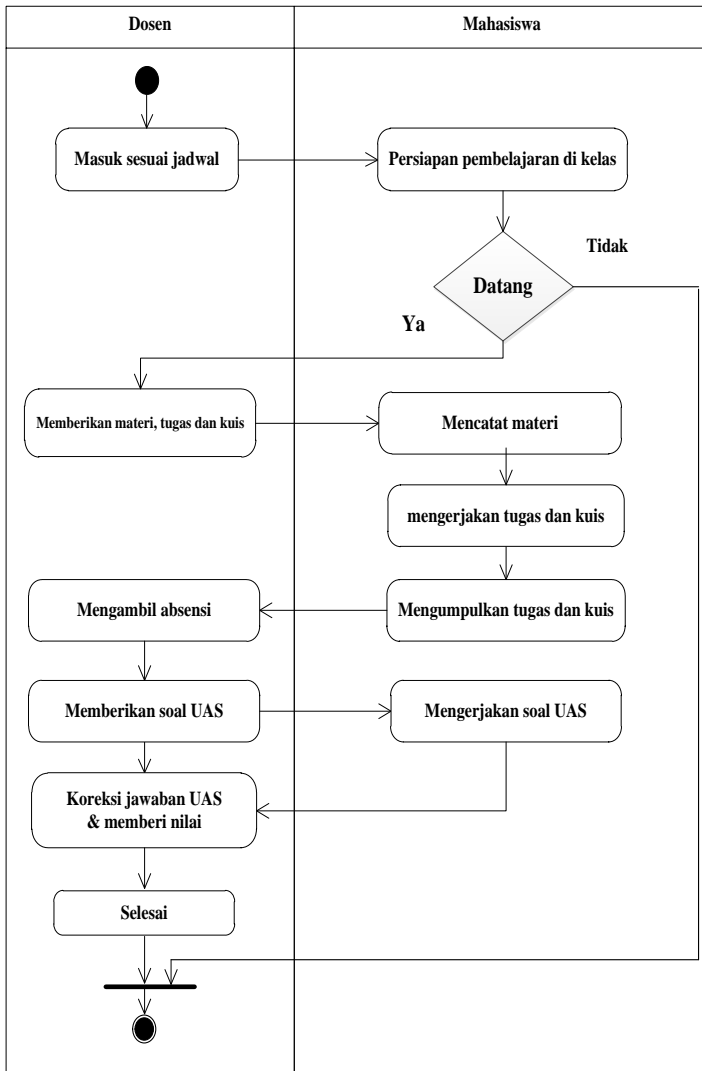 Dosen
Mahasiswa
Masuk sesuai jadwal
Persiapan pembelajaran di kelas
Tidak
Datang
Ya
Memberikan materi, tugas dan kuis
Mencatat materi
mengerjakan tugas dan kuis
Mengambil absensi
Mengumpulkan tugas dan kuis
Memberikan soal UAS
Mengerjakan soal UAS
Koreksi jawaban UAS
& memberi nilai
Selesai